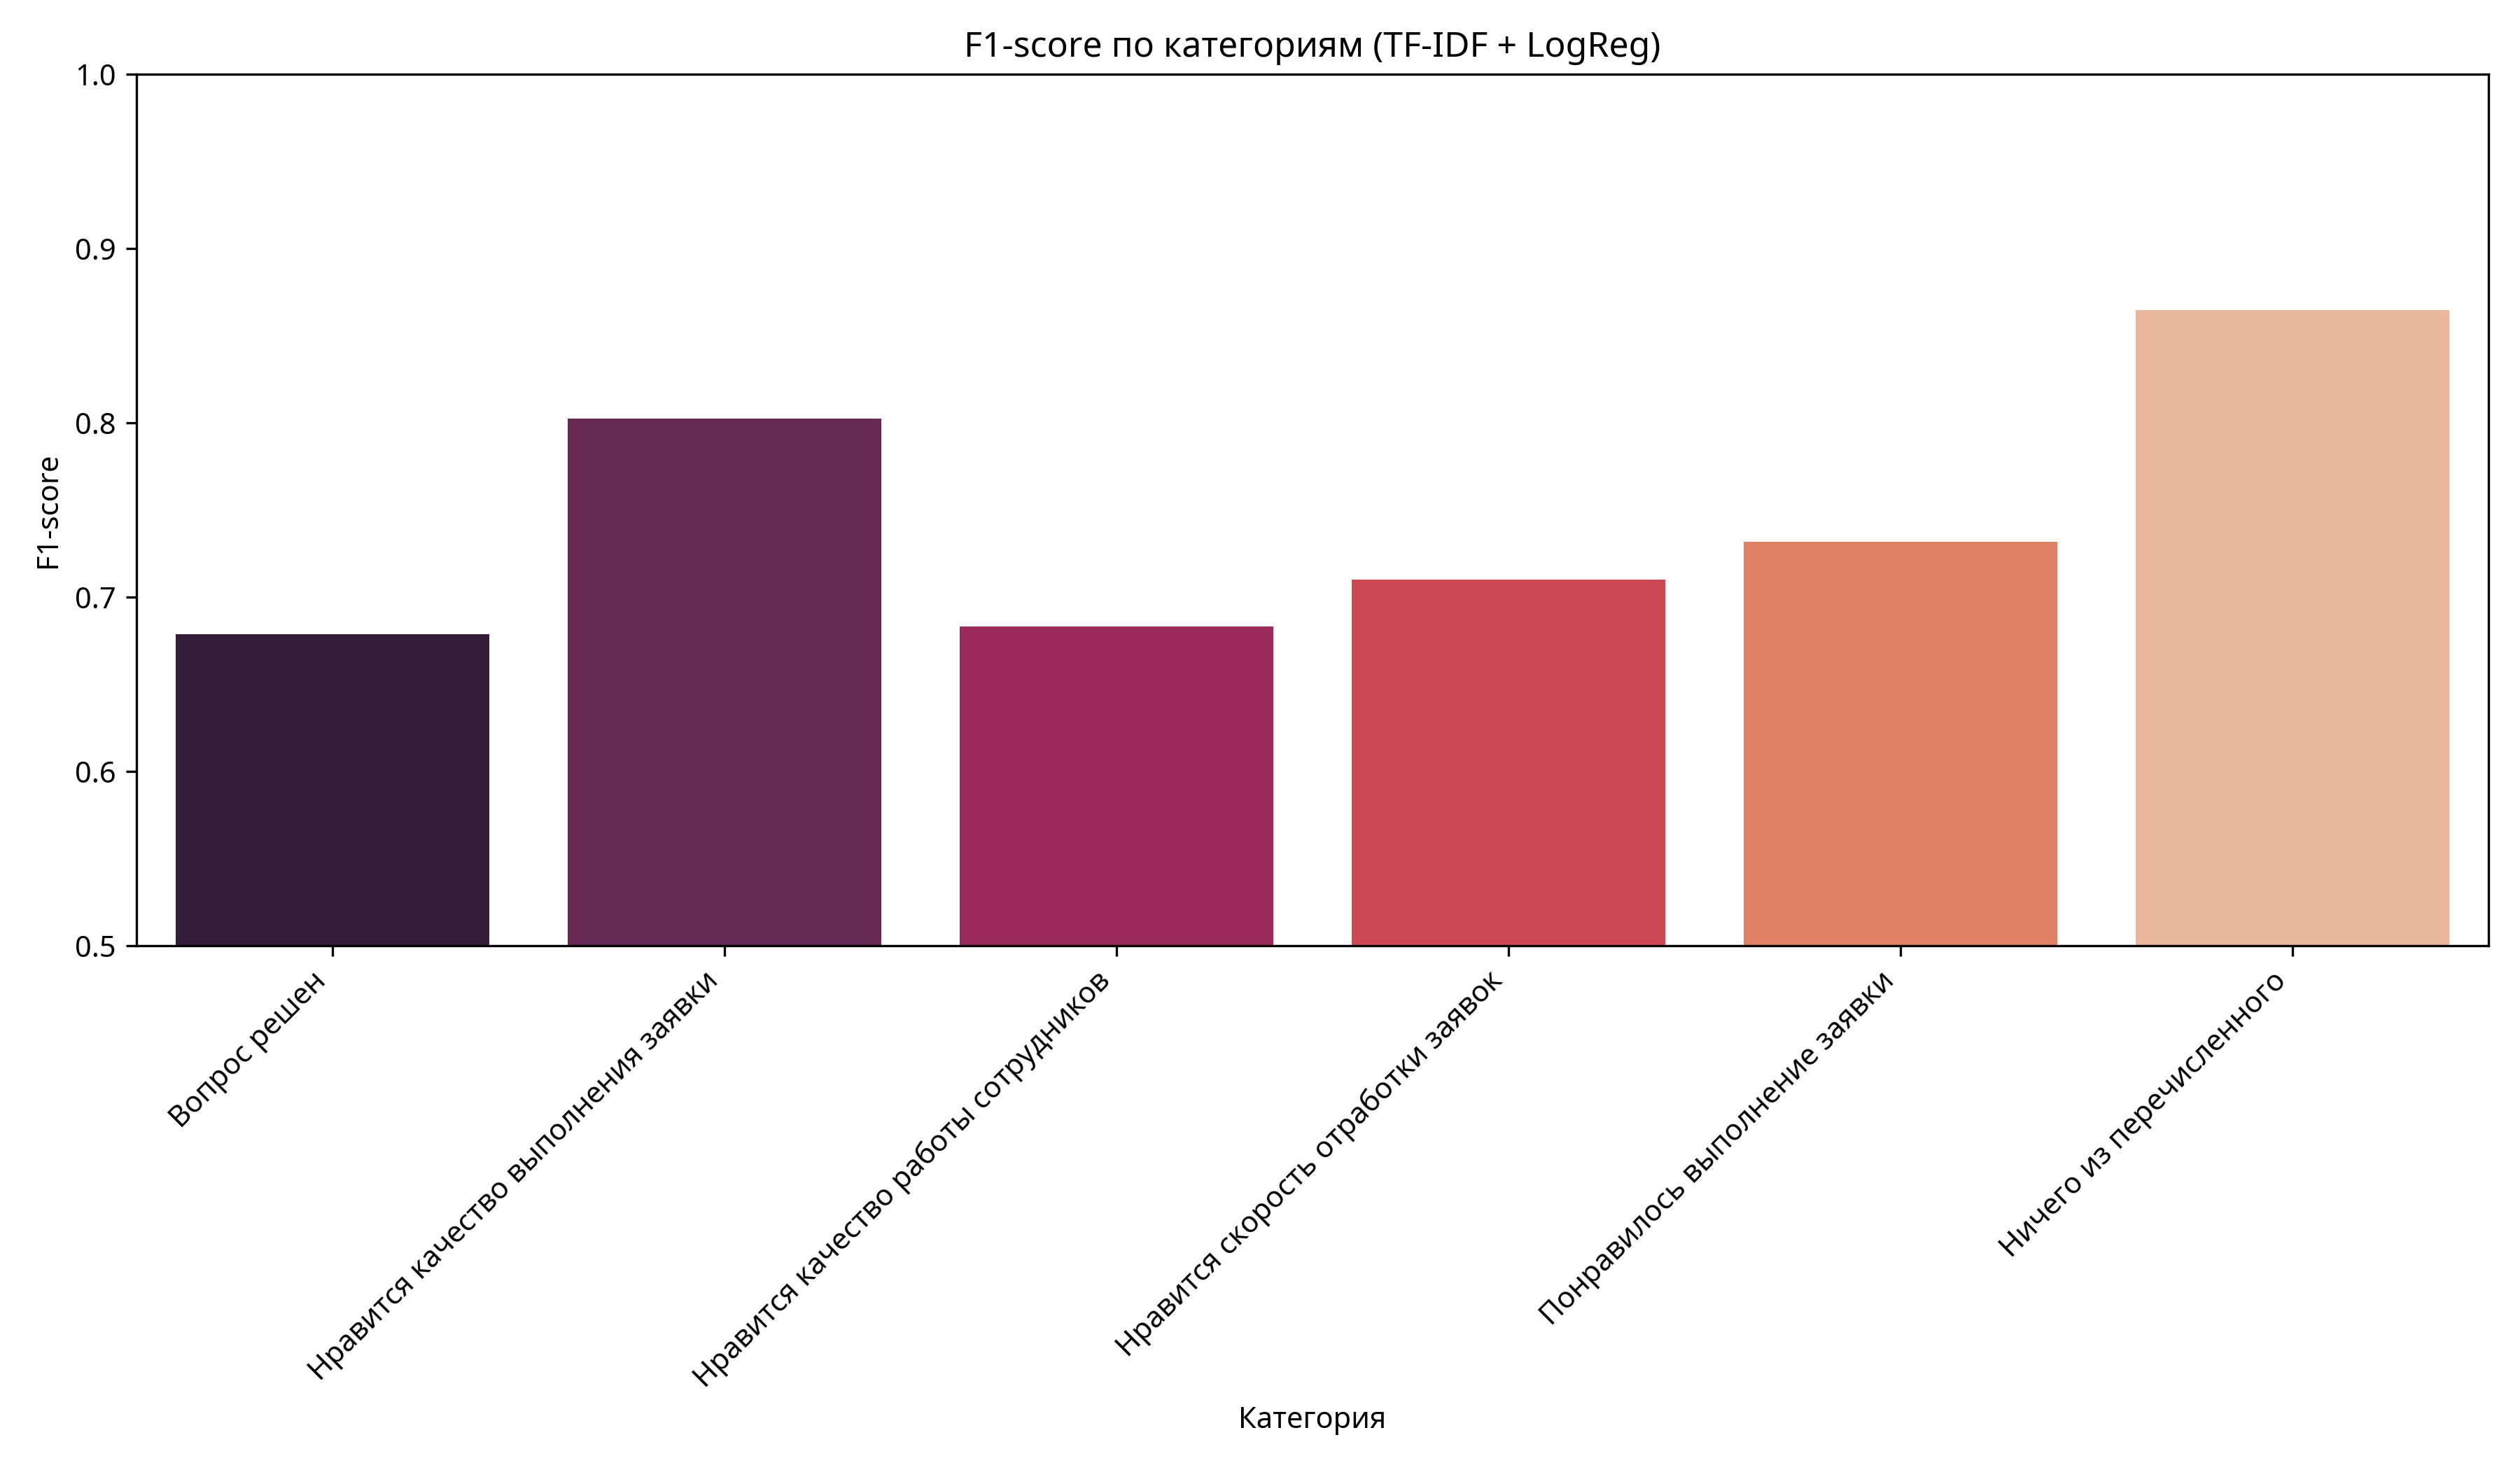 F1-score по категориям (TF-IDF + LogReg)
1.0
0.9
0.8
0.7
0.6
0.5
F1-score
Вопрос решен
Нравится качество выполнения заявки
Нравится качество работы сотрудников
Нравится скорость отработки заявок
Понравилось выполнение заявки
Ничего из перечисленного
Категория